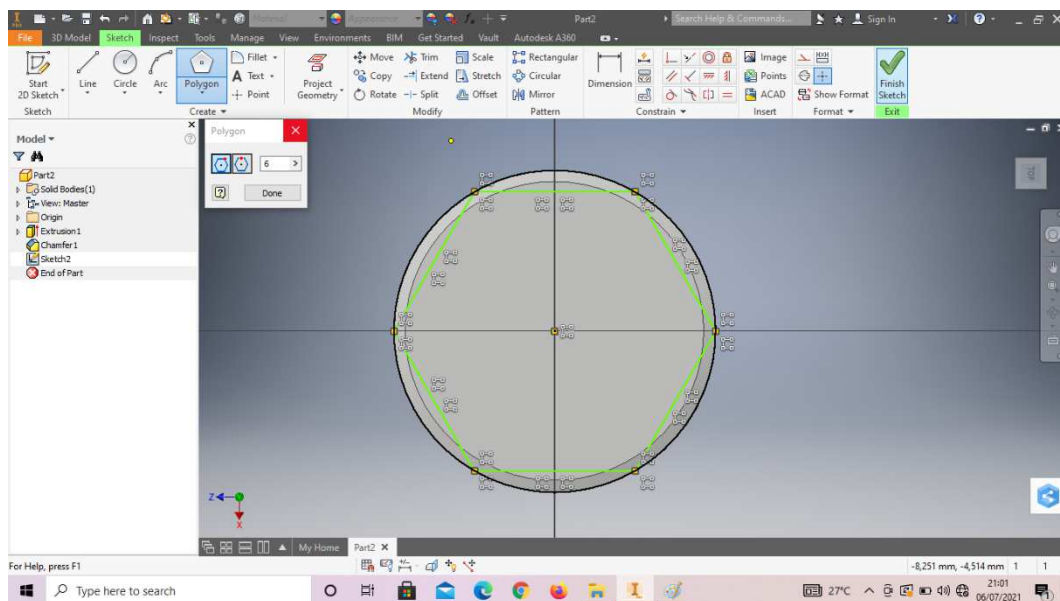 Material Appearance Part2 Search Help & Commands... Sign In
File 3D Model Sketch Inspect Tools Manage View Environments BIM Get Started Vault Autodesk A360
Start 2D Sketch Line Circle Arc Polygon Fillet Text Point
Project Geometry Move Copy Rotate Trim Extend Split Scale Stretch Offset
Rectangular Circular Mirror Dimension Image Points ACAD Show Format Finish Sketch
Sketch Create Modify Pattern Constrain Insert Format Exit
Model
Part2
Solid Bodies(1)
View: Master
Origin
Extrusion1
Chamfer1
Sketch2
End of Part
Polygon
6
Done
TOP
Z
X
My Home Part2
For Help, press F1 -8,251 mm, -4,514 mm 1 1
Type here to search 27°C 21:01
06/07/2021